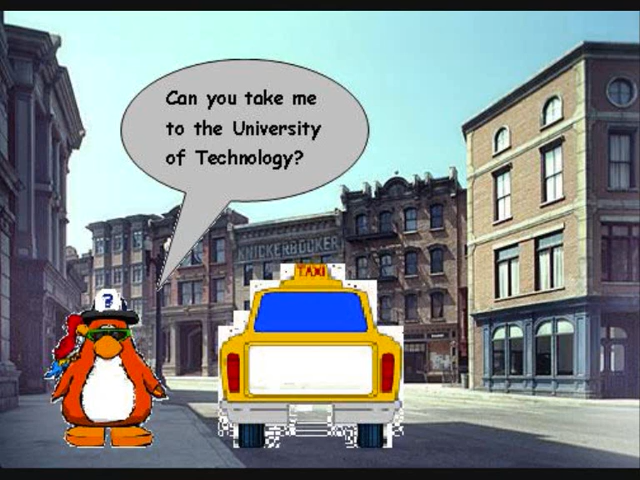 Can you take me
to the University
of Technology?
KNICKERBOCKER
TAXI
?